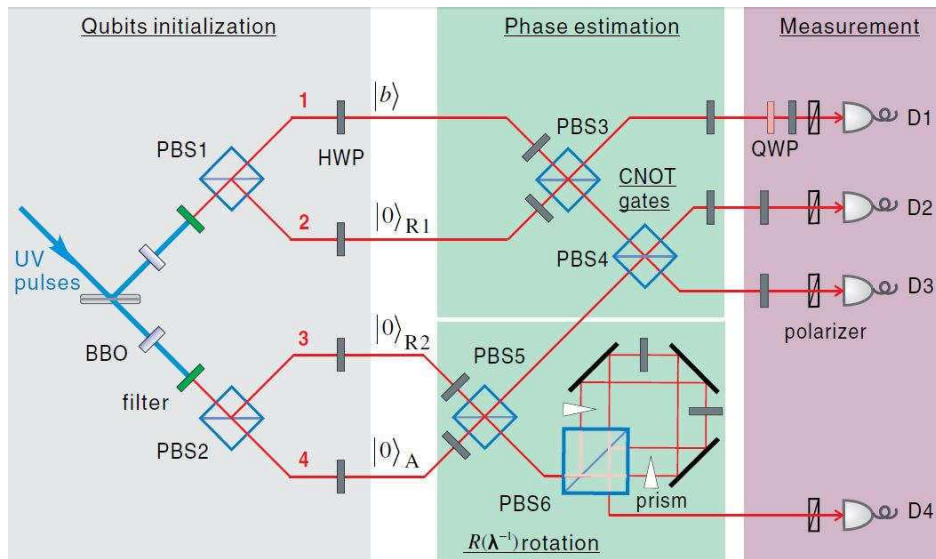 Qubits initialization
Phase estimation
Measurement
1
|b⟩
PBS1
HWP
PBS3
D1
QWP
CNOT
gates
2
|0⟩R1
D2
UV
pulses
PBS4
D3
BBO
3
|0⟩R2
PBS5
polarizer
filter
PBS2
4
|0⟩A
PBS6
prism
D4
R(λ⁻¹)rotation